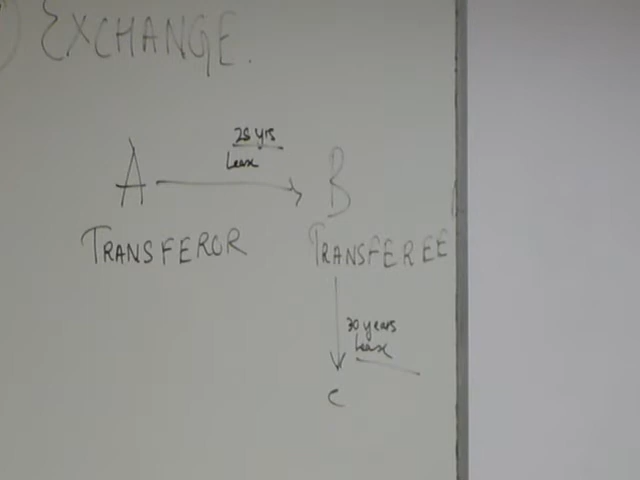 EXCHANGE.
25 yrs
Lease
A
B
TRANSFEROR
TRANSFEREE
30 years
Lease
C